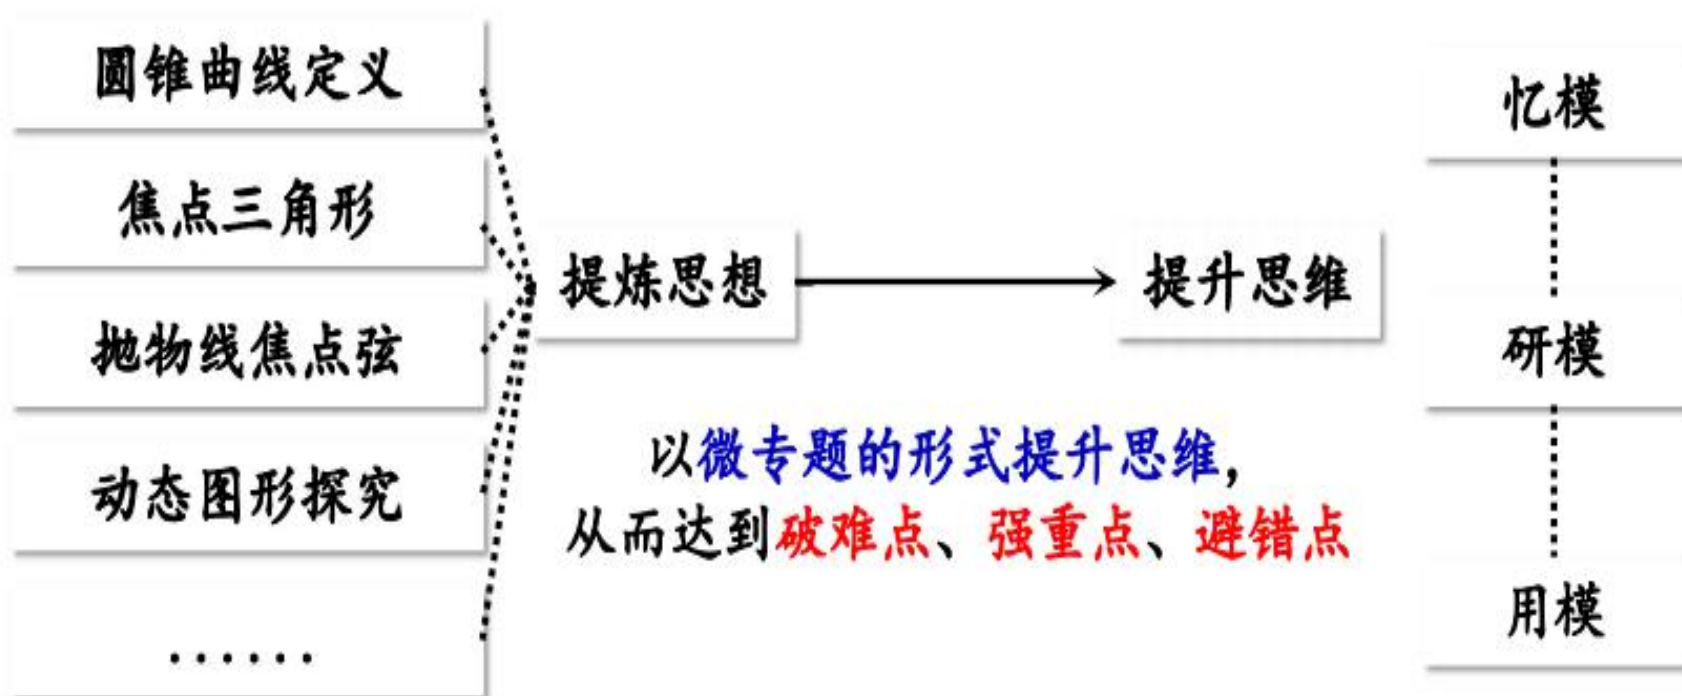 圆锥曲线定义
焦点三角形
抛物线焦点弦
动态图形探究
......
提炼思想
提升思维
以微专题的形式提升思维，
从而达到破难点、强重点、避错点
忆模
研模
用模